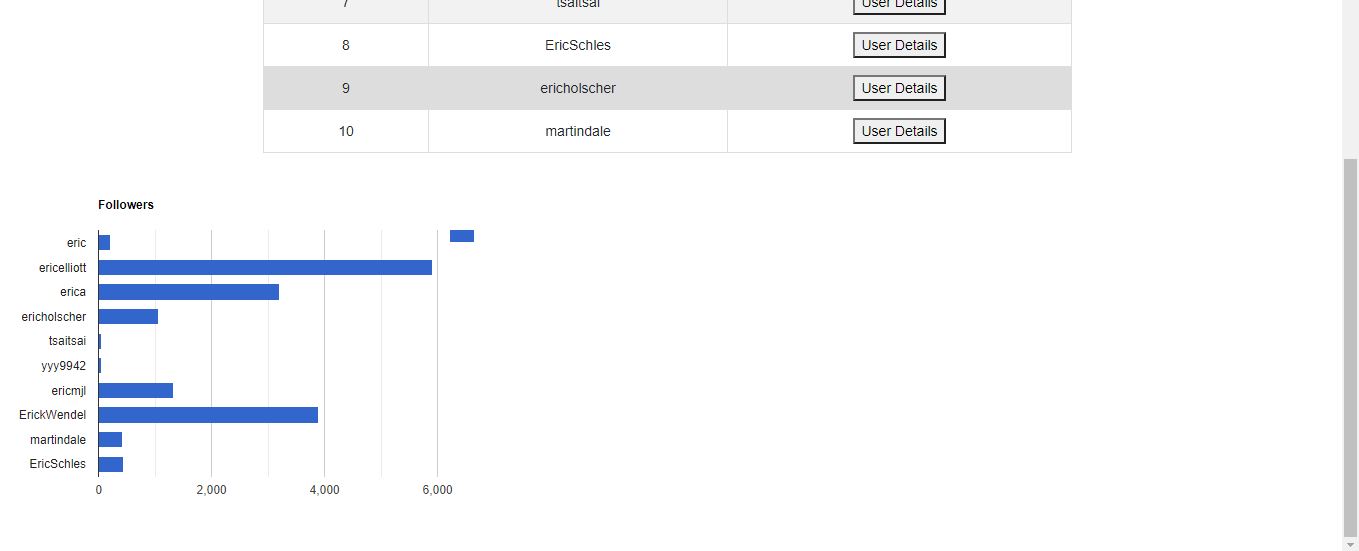 7 tsaitsai User Details
8 EricSchles User Details
9 ericholscher User Details
10 martindale User Details
Followers
eric
ericelliott
erica
ericholscher
tsaitsai
yyy9942
ericmjl
ErickWendel
martindale
EricSchles
0 2,000 4,000 6,000